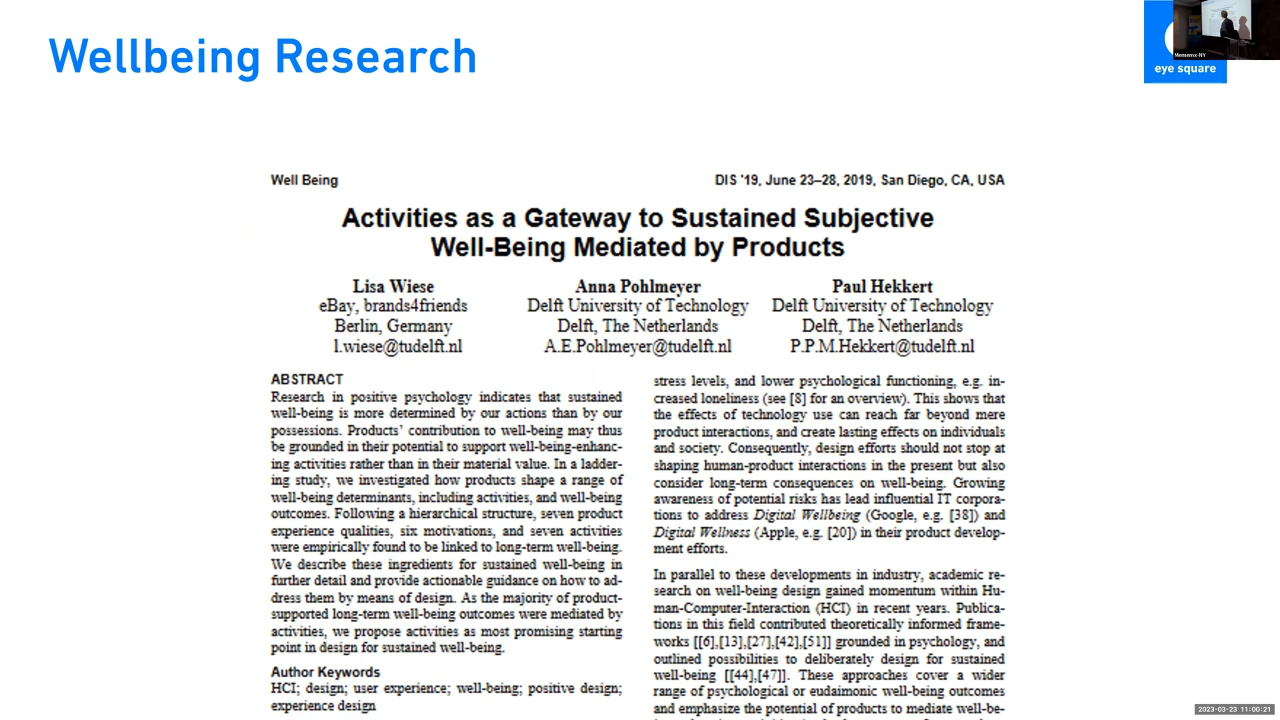 Wellbeing Research
Mememx-NY
eye square
Well Being
DIS '19, June 23–28, 2019, San Diego, CA, USA
Activities as a Gateway to Sustained Subjective
Well-Being Mediated by Products
Lisa Wiese
eBay, brands4friends
Berlin, Germany
l.wiese@tudelft.nl
Anna Pohlmeyer
Delft University of Technology
Delft, The Netherlands
A.E.Pohlmeyer@tudelft.nl
Paul Hekkert
Delft University of Technology
Delft, The Netherlands
P.P.M.Hekkert@tudelft.nl
ABSTRACT
Research in positive psychology indicates that sustained
well-being is more determined by our actions than by our
possessions. Products' contribution to well-being may thus
be grounded in their potential to support well-being-enhanc-
ing activities rather than in their material value. In a ladder-
ing study, we investigated how products shape a range of
well-being determinants, including activities, and well-being
outcomes. Following a hierarchical structure, seven product
experience qualities, six motivations, and seven activities
were empirically found to be linked to long-term well-being.
We describe these ingredients for sustained well-being in
further detail and provide actionable guidance on how to ad-
dress them by means of design. As the majority of product-
supported long-term well-being outcomes were mediated by
activities, we propose activities as most promising starting
point in design for sustained well-being.
Author Keywords
HCI; design; user experience; well-being; positive design;
experience design
stress levels, and lower psychological functioning, e.g. in-
creased loneliness (see [8] for an overview). This shows that
the effects of technology use can reach far beyond mere
product interactions, and create lasting effects on individuals
and society. Consequently, design efforts should not stop at
shaping human-product interactions in the present but also
consider long-term consequences on well-being. Growing
awareness of potential risks has lead influential IT corpora-
tions to address Digital Wellbeing (Google, e.g. [38]) and
Digital Wellness (Apple, e.g. [20]) in their product develop-
ment efforts.
In parallel to these developments in industry, academic re-
search on well-being design gained momentum within Hu-
man-Computer-Interaction (HCI) in recent years. Publica-
tions in this field contributed theoretically informed frame-
works [[6],[13],[27],[42],[51]] grounded in psychology, and
outlined possibilities to deliberately design for sustained
well-being [[44],[47]]. These approaches cover a wider
range of psychological or eudaimonic well-being outcomes
and emphasize the potential of products to mediate well-be-
2023-03-23 11:00:21